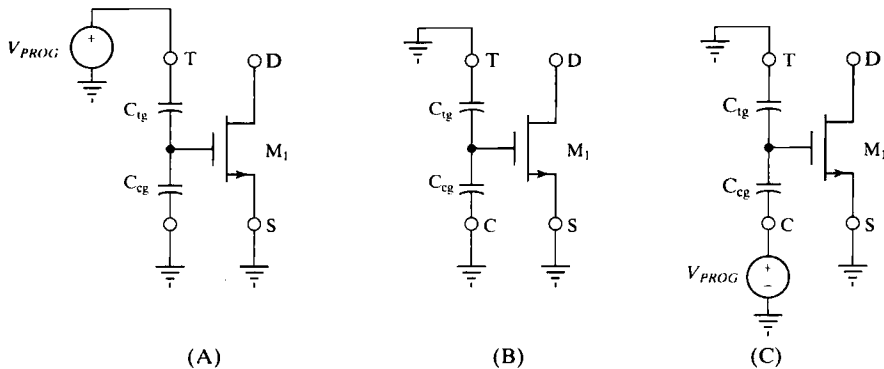 V_PROG
+
T
D
C_tg
M_1
C_cg
S
(A)
T
D
C_tg
M_1
C_cg
C
S
(B)
T
D
C_tg
M_1
C_cg
C
S
V_PROG
+
−
(C)